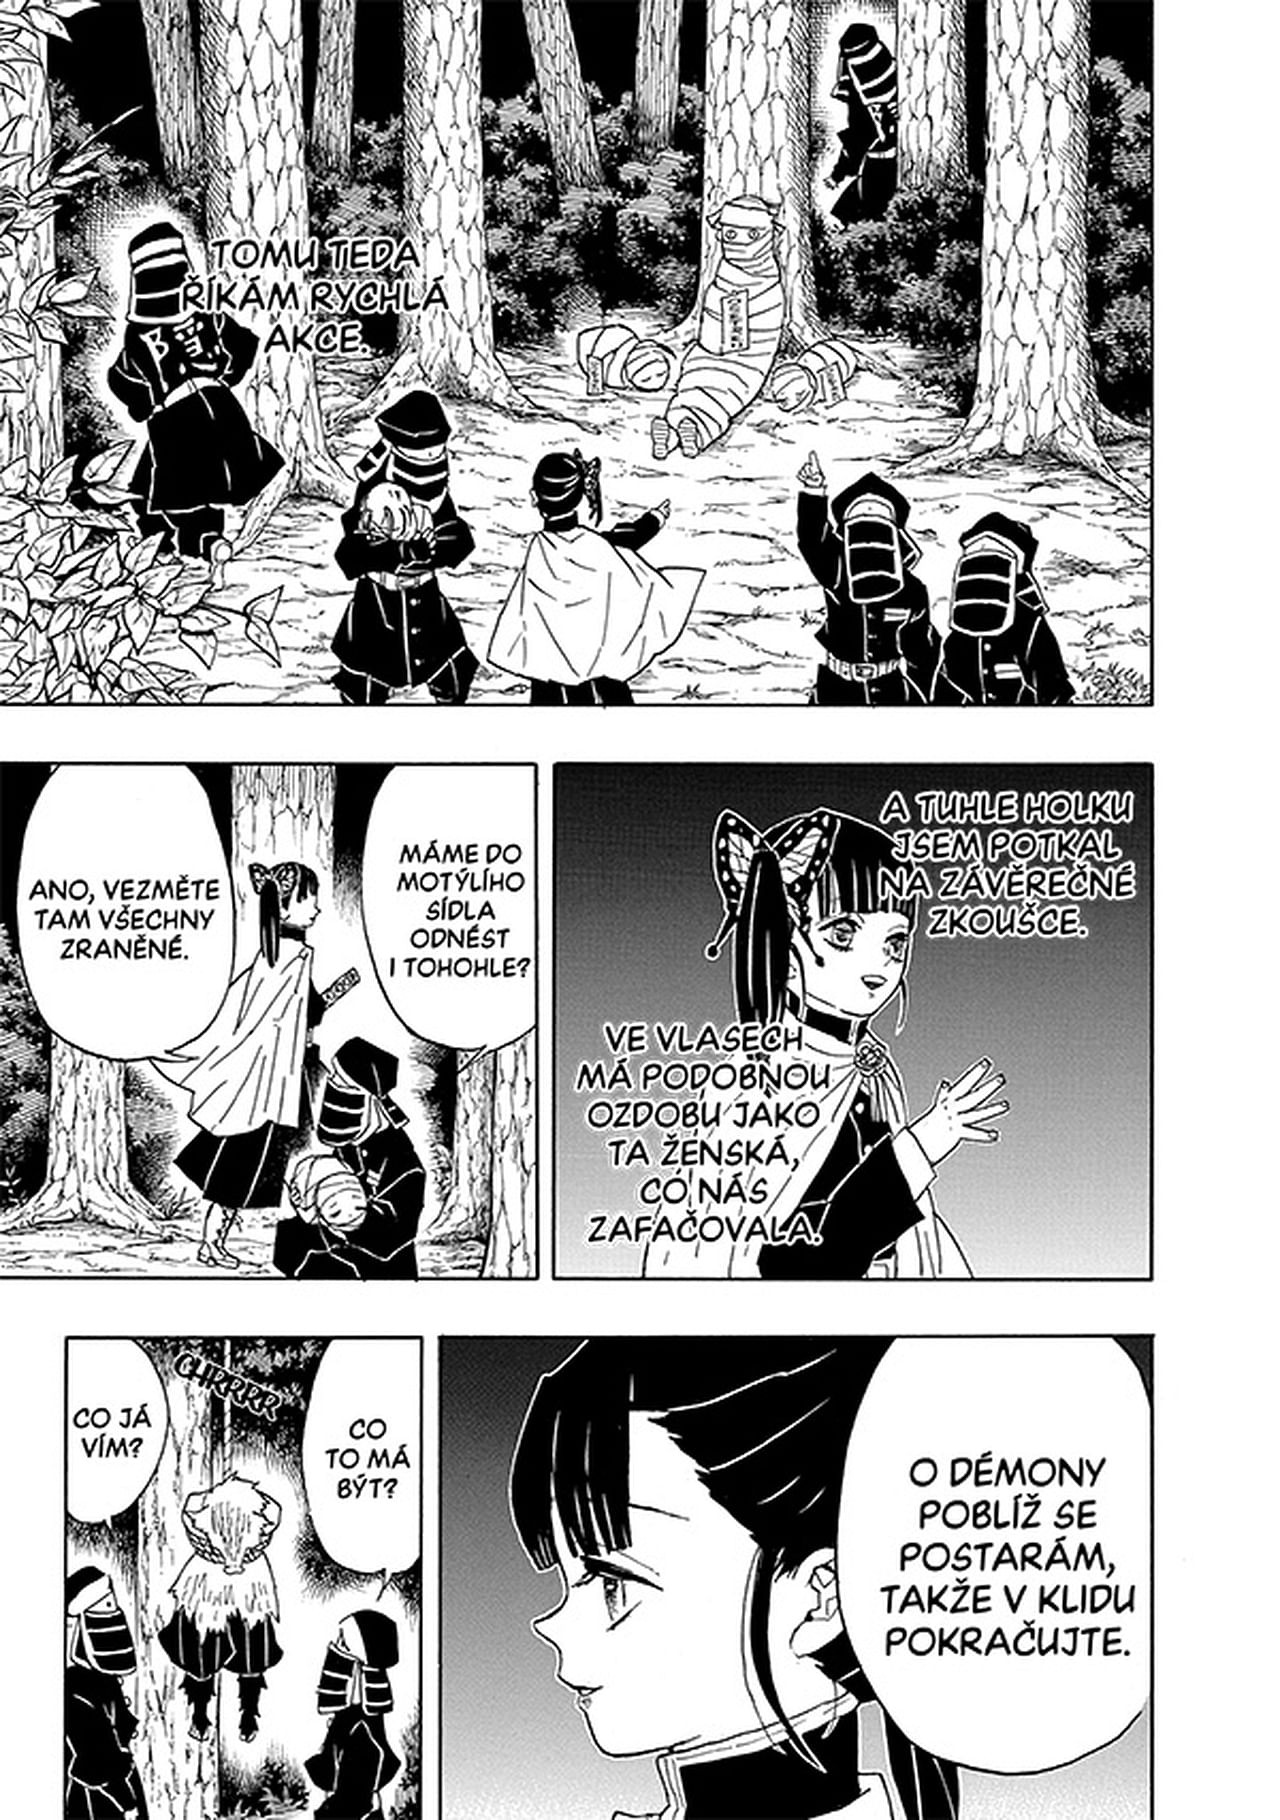 TOMU TEDA
ŘÍKÁM RYCHLÁ
AKCE.
A TUHLE HOLKU
JSEM POTKAL
NA ZÁVĚREČNÉ
ZKOUŠCE.
VE VLASECH
MÁ PODOBNOU
OZDOBU JAKO
TA ŽENSKÁ,
CO NÁS
ZAFAČOVALA.
MÁME DO
MOTÝLÍHO
SÍDLA
ODNÉST
I TOHOHLE?
ANO, VEZMĚTE
TAM VŠECHNY
ZRANĚNÉ.
O DÉMONY
POBLÍŽ SE
POSTARÁM,
TAKŽE V KLIDU
POKRAČUJTE.
CO
TO MÁ
BÝT?
CHRRRR
CO JÁ
VÍM?